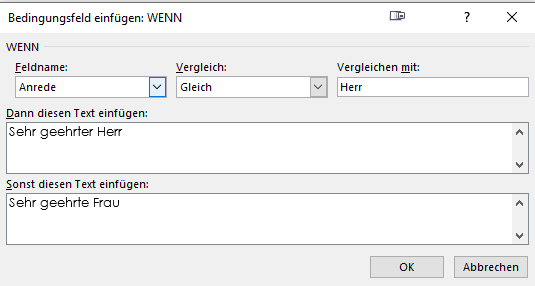 Bedingungsfeld einfügen: WENN ?
WENN
Feldname: Vergleich: Vergleichen mit:
Anrede Gleich Herr
Dann diesen Text einfügen:
Sehr geehrter Herr
Sonst diesen Text einfügen:
Sehr geehrte Frau
OK Abbrechen